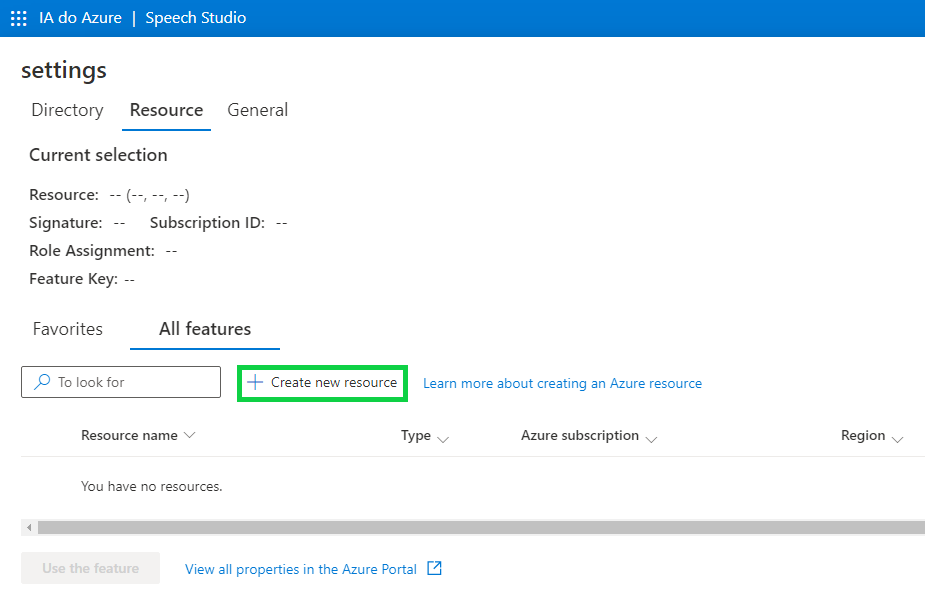 IA do Azure | Speech Studio
settings
Directory Resource General
Current selection
Resource: -- (--, --, --)
Signature: -- Subscription ID: --
Role Assignment: --
Feature Key: --
Favorites All features
To look for Create new resource Learn more about creating an Azure resource
Resource name Type Azure subscription Region
You have no resources.
Use the feature View all properties in the Azure Portal